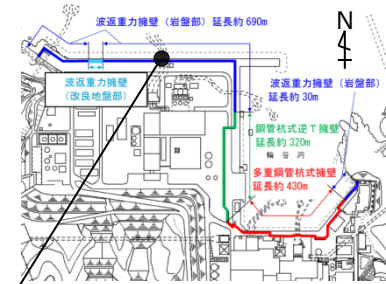 波返重力擁壁（岩盤部）延長約 690m
N
波返重力擁壁
（改良地盤部）
波返重力擁壁（岩盤部）
延長約 30m
鋼管杭式逆Ｔ擁壁
延長約 320m
輪谷湾
多重鋼管杭式擁壁
延長約 430m